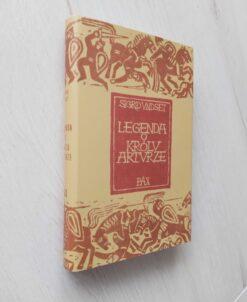 SIGRID UNDSET
LEGENDA
O
KRÓLU
ARTURZE
PAX